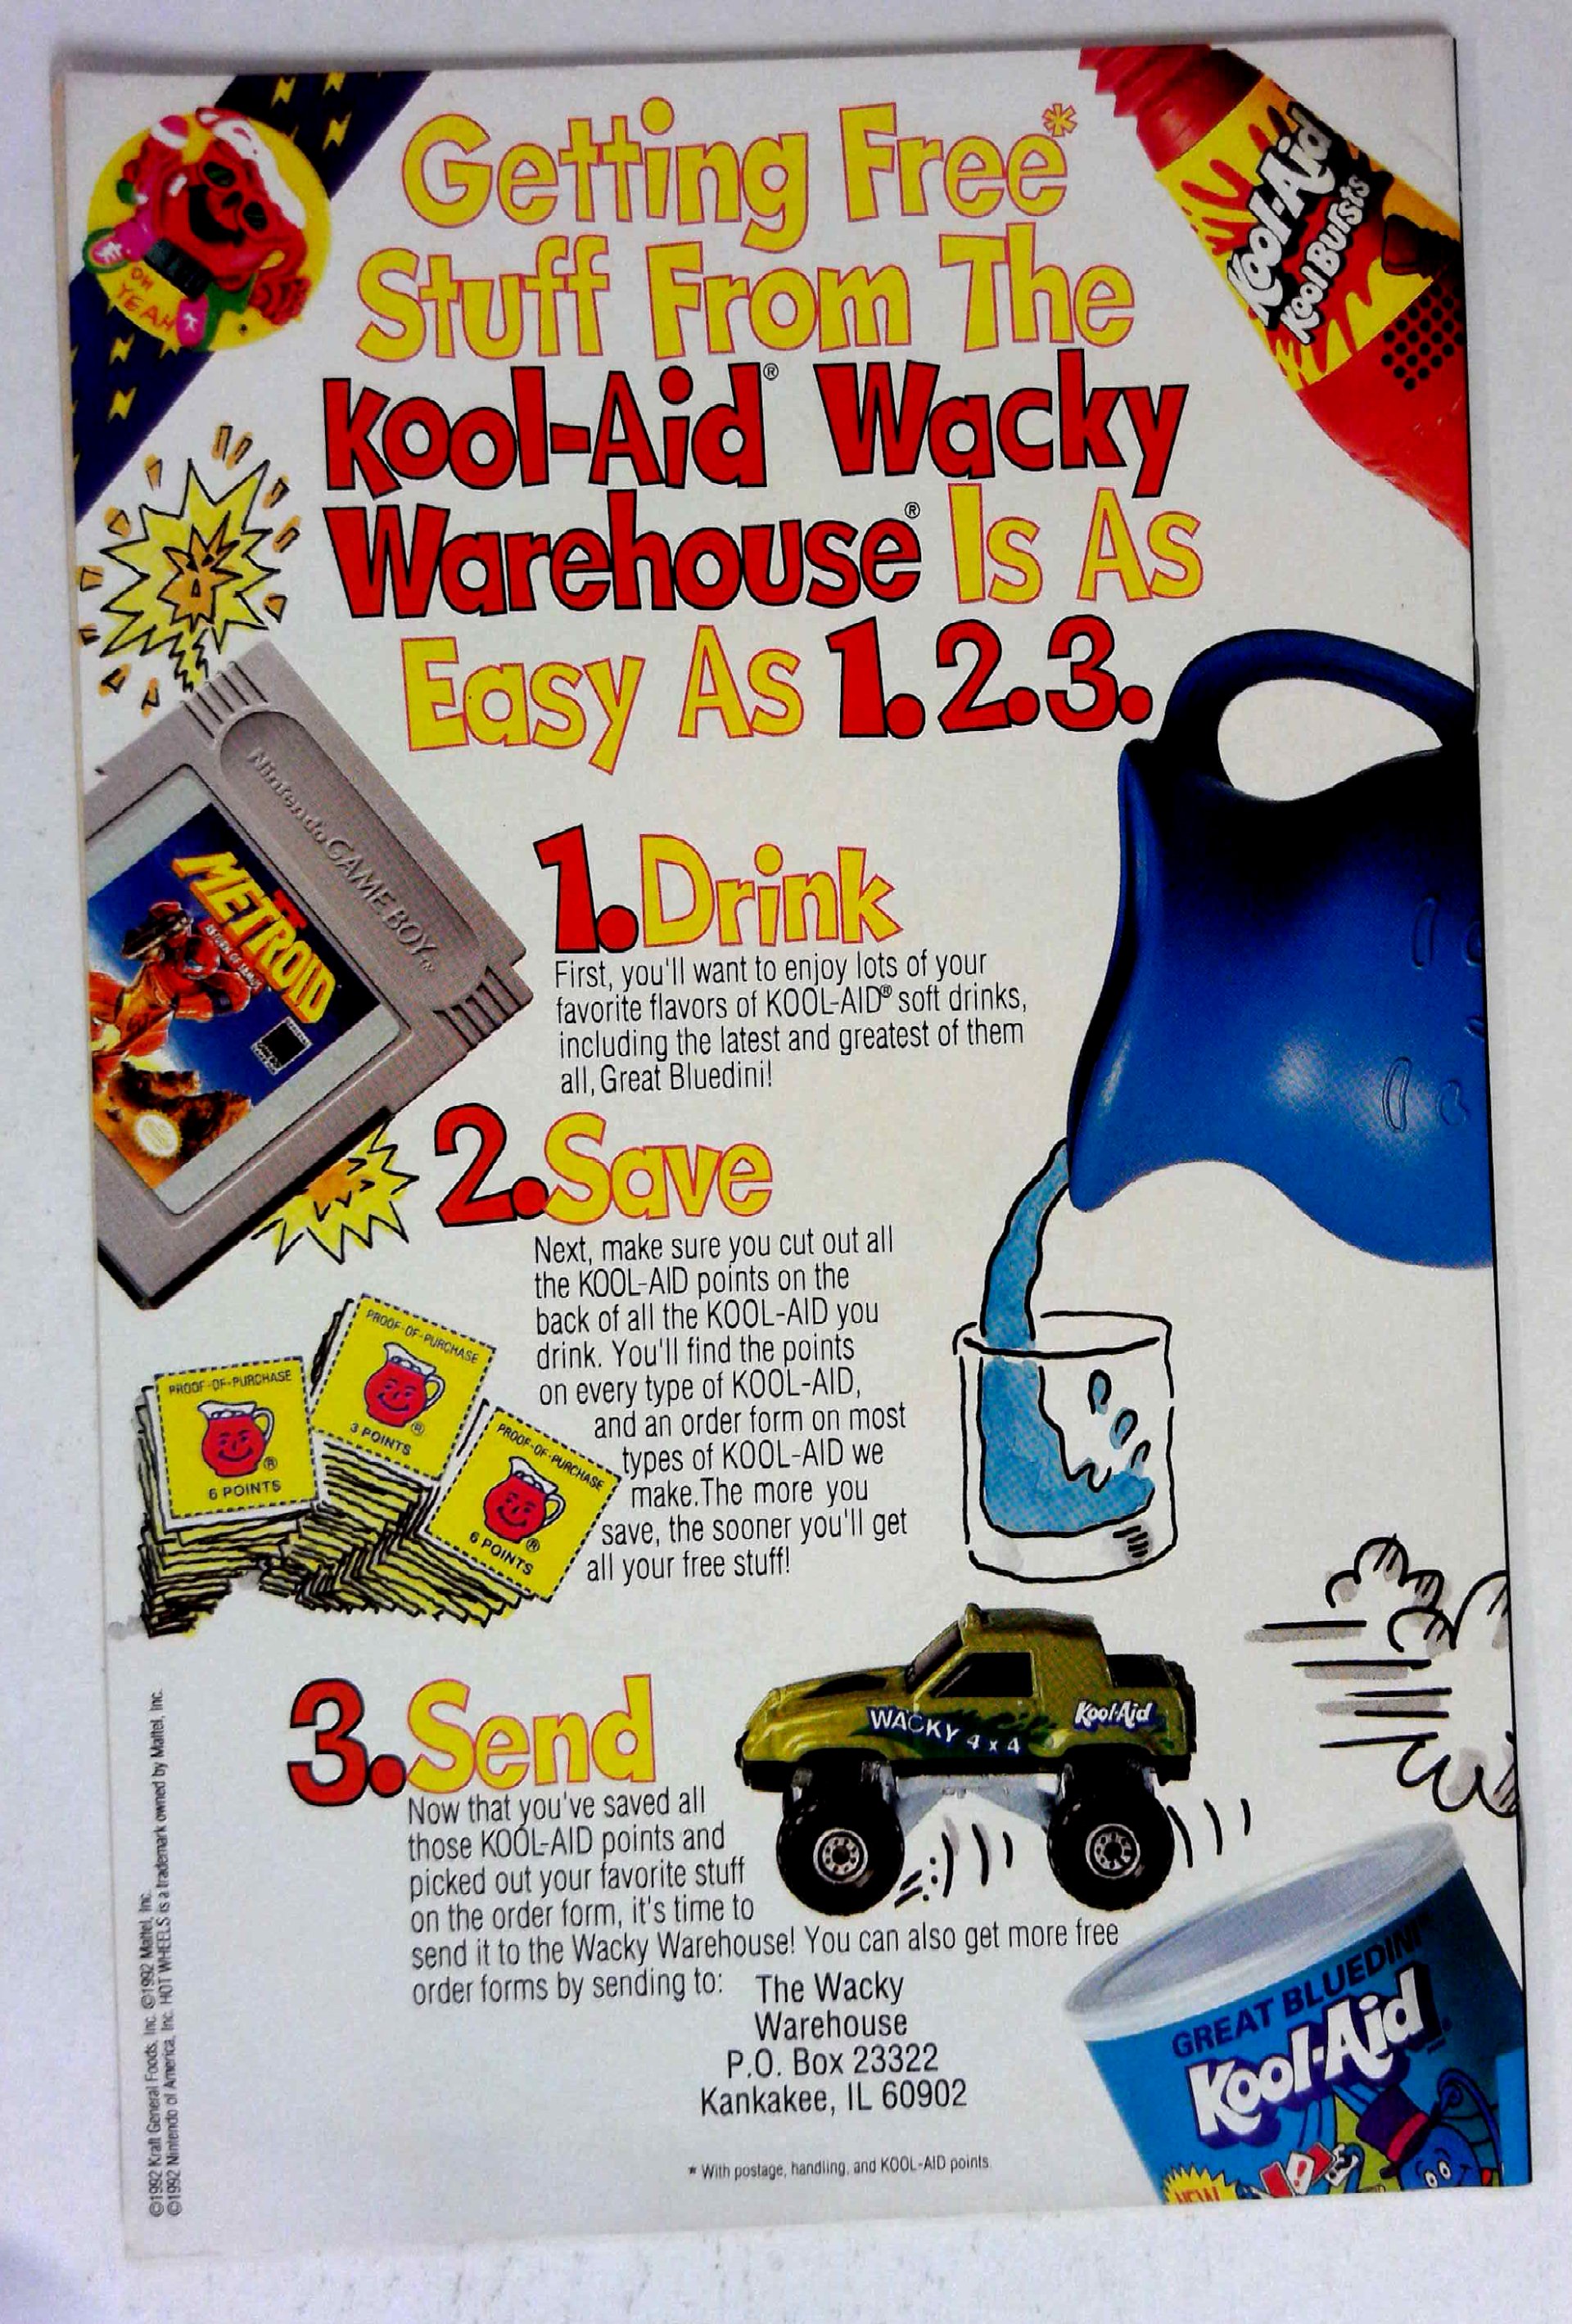 Getting Free*
Stuff From The
Kool-Aid® Wacky
Warehouse® Is As
Easy As 1.2.3.
OH
YEAH
Kool-Aid
Kool Bursts
Nintendo GAME BOY™
METROID II
RETURN OF SAMUS
1.Drink
First, you'll want to enjoy lots of your
favorite flavors of KOOL-AID® soft drinks,
including the latest and greatest of them
all, Great Bluedini!
2.Save
Next, make sure you cut out all
the KOOL-AID points on the
back of all the KOOL-AID you
drink. You'll find the points
on every type of KOOL-AID,
and an order form on most
types of KOOL-AID we
make.The more you
save, the sooner you'll get
all your free stuff!
PROOF-OF-PURCHASE
®
6 POINTS
PROOF-OF-PURCHASE
®
3 POINTS
PROOF-OF-PURCHASE
®
6 POINTS
3.Send
Now that you've saved all
those KOOL-AID points and
picked out your favorite stuff
on the order form, it's time to
send it to the Wacky Warehouse! You can also get more free
order forms by sending to:
The Wacky
Warehouse
P.O. Box 23322
Kankakee, IL 60902
WACKY 4x4
Kool-Aid
GREAT BLUEDINI™
Kool-Aid
NEW
* With postage, handling, and KOOL-AID points.
©1992 Kraft General Foods, Inc. ©1992 Mattel, Inc.
©1992 Nintendo of America, Inc. HOT WHEELS is a trademark owned by Mattel, Inc.